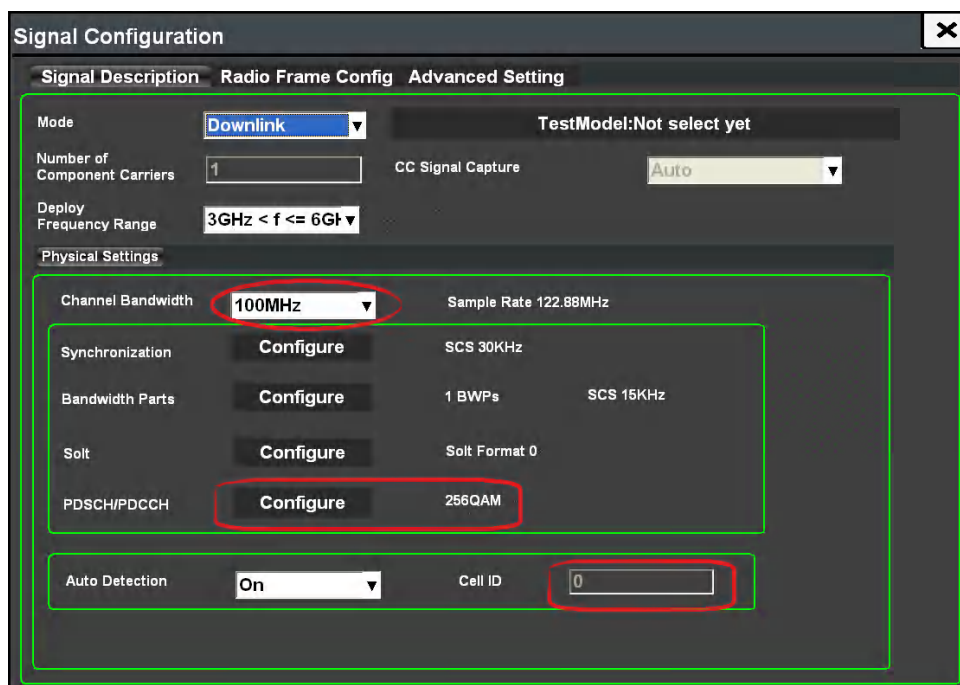 Signal Configuration
Signal Description Radio Frame Config Advanced Setting
Mode Downlink TestModel:Not select yet
Number of
Component Carriers 1 CC Signal Capture Auto
Deploy
Frequency Range 3GHz < f <= 6GH
Physical Settings
Channel Bandwidth 100MHz Sample Rate 122.88MHz
Synchronization Configure SCS 30KHz
Bandwidth Parts Configure 1 BWPs SCS 15KHz
Solt Configure Solt Format 0
PDSCH/PDCCH Configure 256QAM
Auto Detection On Cell ID 0